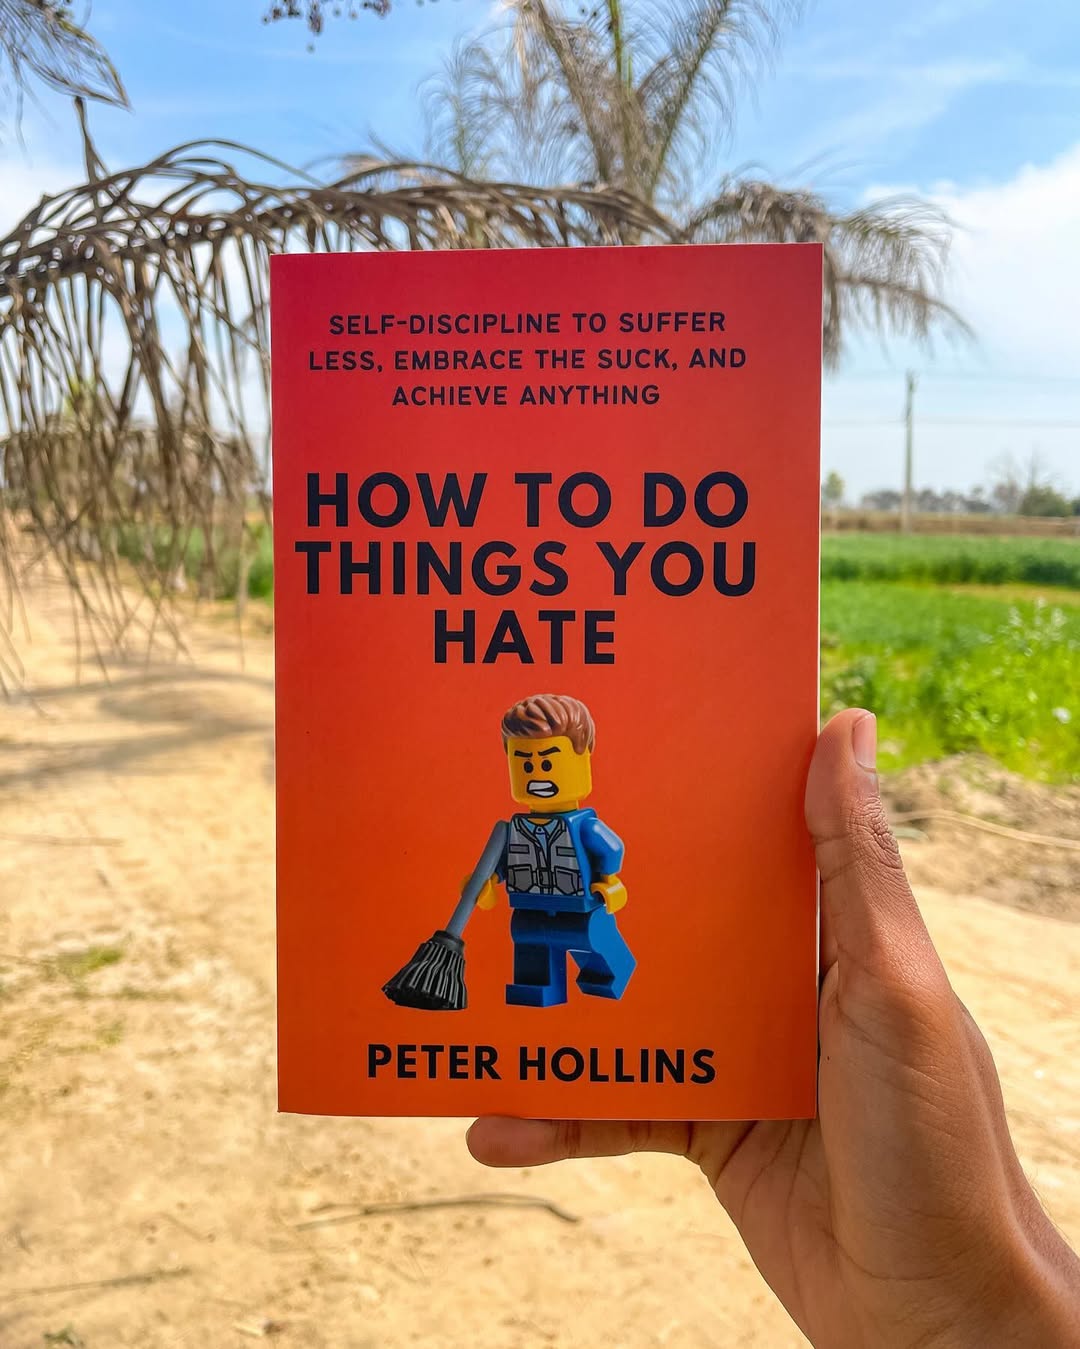 SELF-DISCIPLINE TO SUFFER
LESS, EMBRACE THE SUCK, AND
ACHIEVE ANYTHING
HOW TO DO
THINGS YOU
HATE
PETER HOLLINS